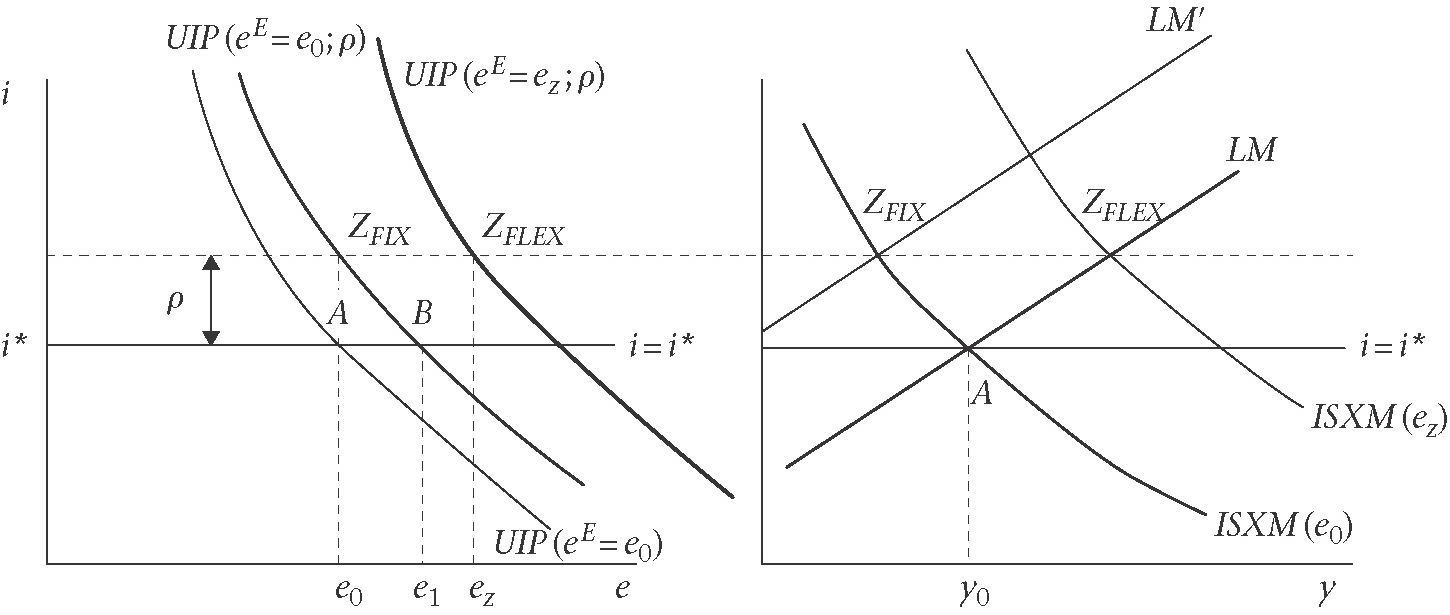 UIP (e^E = e_0; ρ)
UIP (e^E = e_z; ρ)
i
Z_FIX
Z_FLEX
ρ
A
B
i*
i = i*
UIP (e^E = e_0)
e_0
e_1
e_z
e
LM′
LM
Z_FIX
Z_FLEX
i = i*
A
ISXM (e_z)
ISXM (e_0)
y_0
y